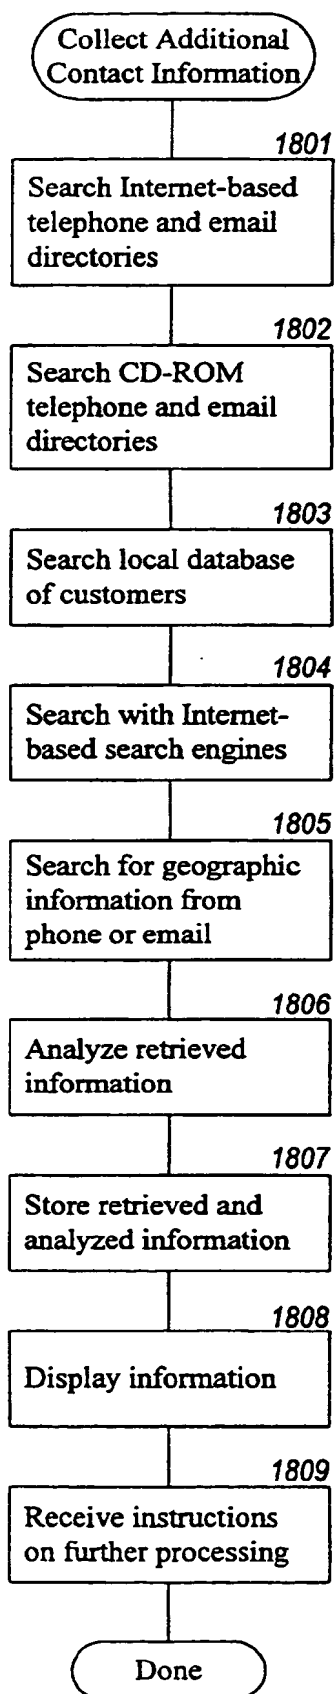 Collect Additional
Contact Information
1801
Search Internet-based
telephone and email
directories
1802
Search CD-ROM
telephone and email
directories
1803
Search local database
of customers
1804
Search with Internet-
based search engines
1805
Search for geographic
information from
phone or email
1806
Analyze retrieved
information
1807
Store retrieved and
analyzed information
1808
Display information
1809
Receive instructions
on further processing
Done